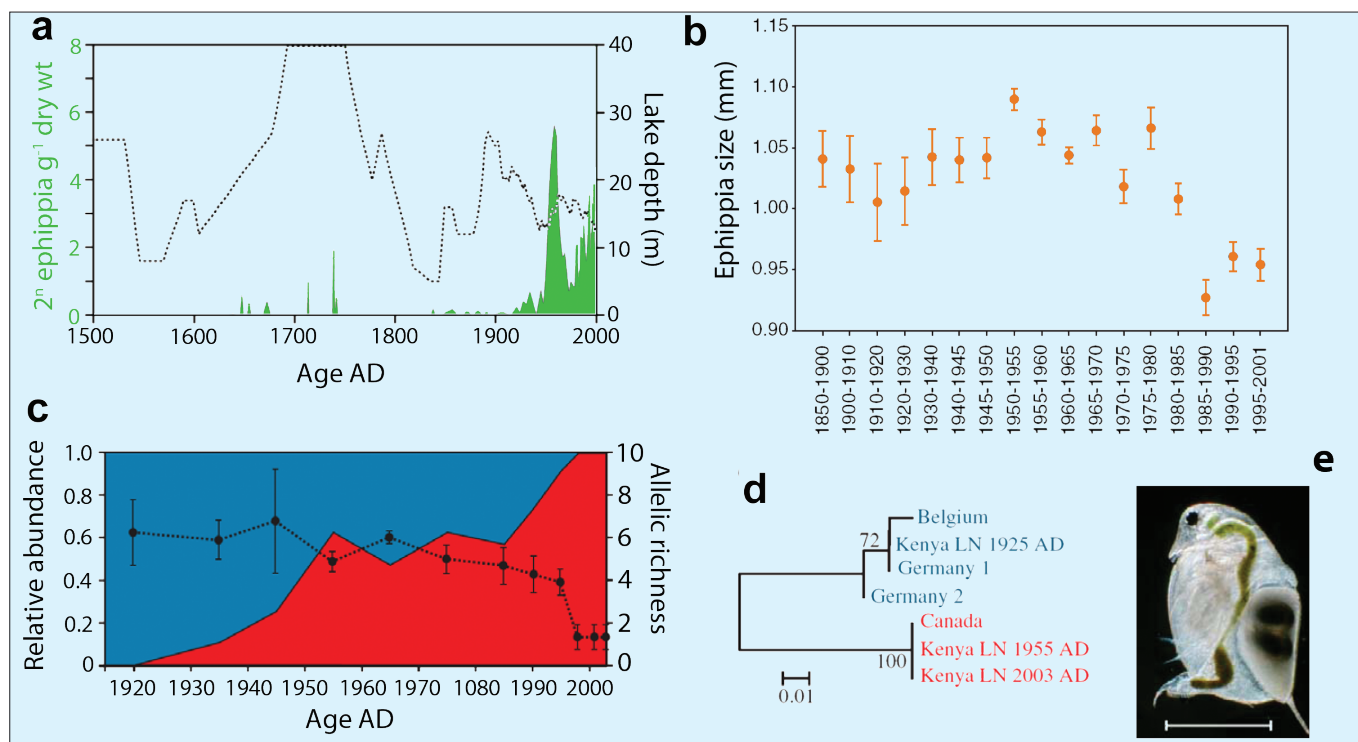 a
2ⁿ ephippia g⁻¹ dry wt
8
6
4
2
0
40
30
20
10
0
Lake depth (m)
1500 1600 1700 1800 1900 2000
Age AD
b
Ephippia size (mm)
1.15
1.10
1.05
1.00
0.95
0.90
1850-1900
1900-1910
1910-1920
1920-1930
1930-1940
1940-1945
1945-1950
1950-1955
1955-1960
1960-1965
1965-1970
1970-1975
1975-1980
1980-1985
1985-1990
1990-1995
1995-2001
c
Relative abundance
1.0
0.8
0.6
0.4
0.2
0
10
8
6
4
2
0
Allelic richness
1920 1930 1940 1950 1960 1970 1080 1990 2000
Age AD
d
72
Belgium
Kenya LN 1925 AD
Germany 1
Germany 2
Canada
Kenya LN 1955 AD
100
Kenya LN 2003 AD
0.01
e